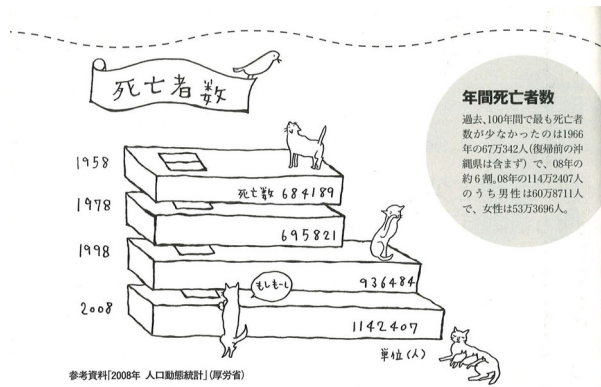 死亡者数
年間死亡者数
過去、100年間で最も死亡者
数が少なかったのは1966
年の67万342人(復帰前の沖
縄県は含まず)で、08年の
約6割。08年の114万2407人
のうち男性は60万8711人
で、女性は53万3696人。
1958
死亡数 684189
1978
695821
1998
936484
もしもーし
2008
1142407
単位(人)
参考資料「2008年 人口動態統計」(厚労省)